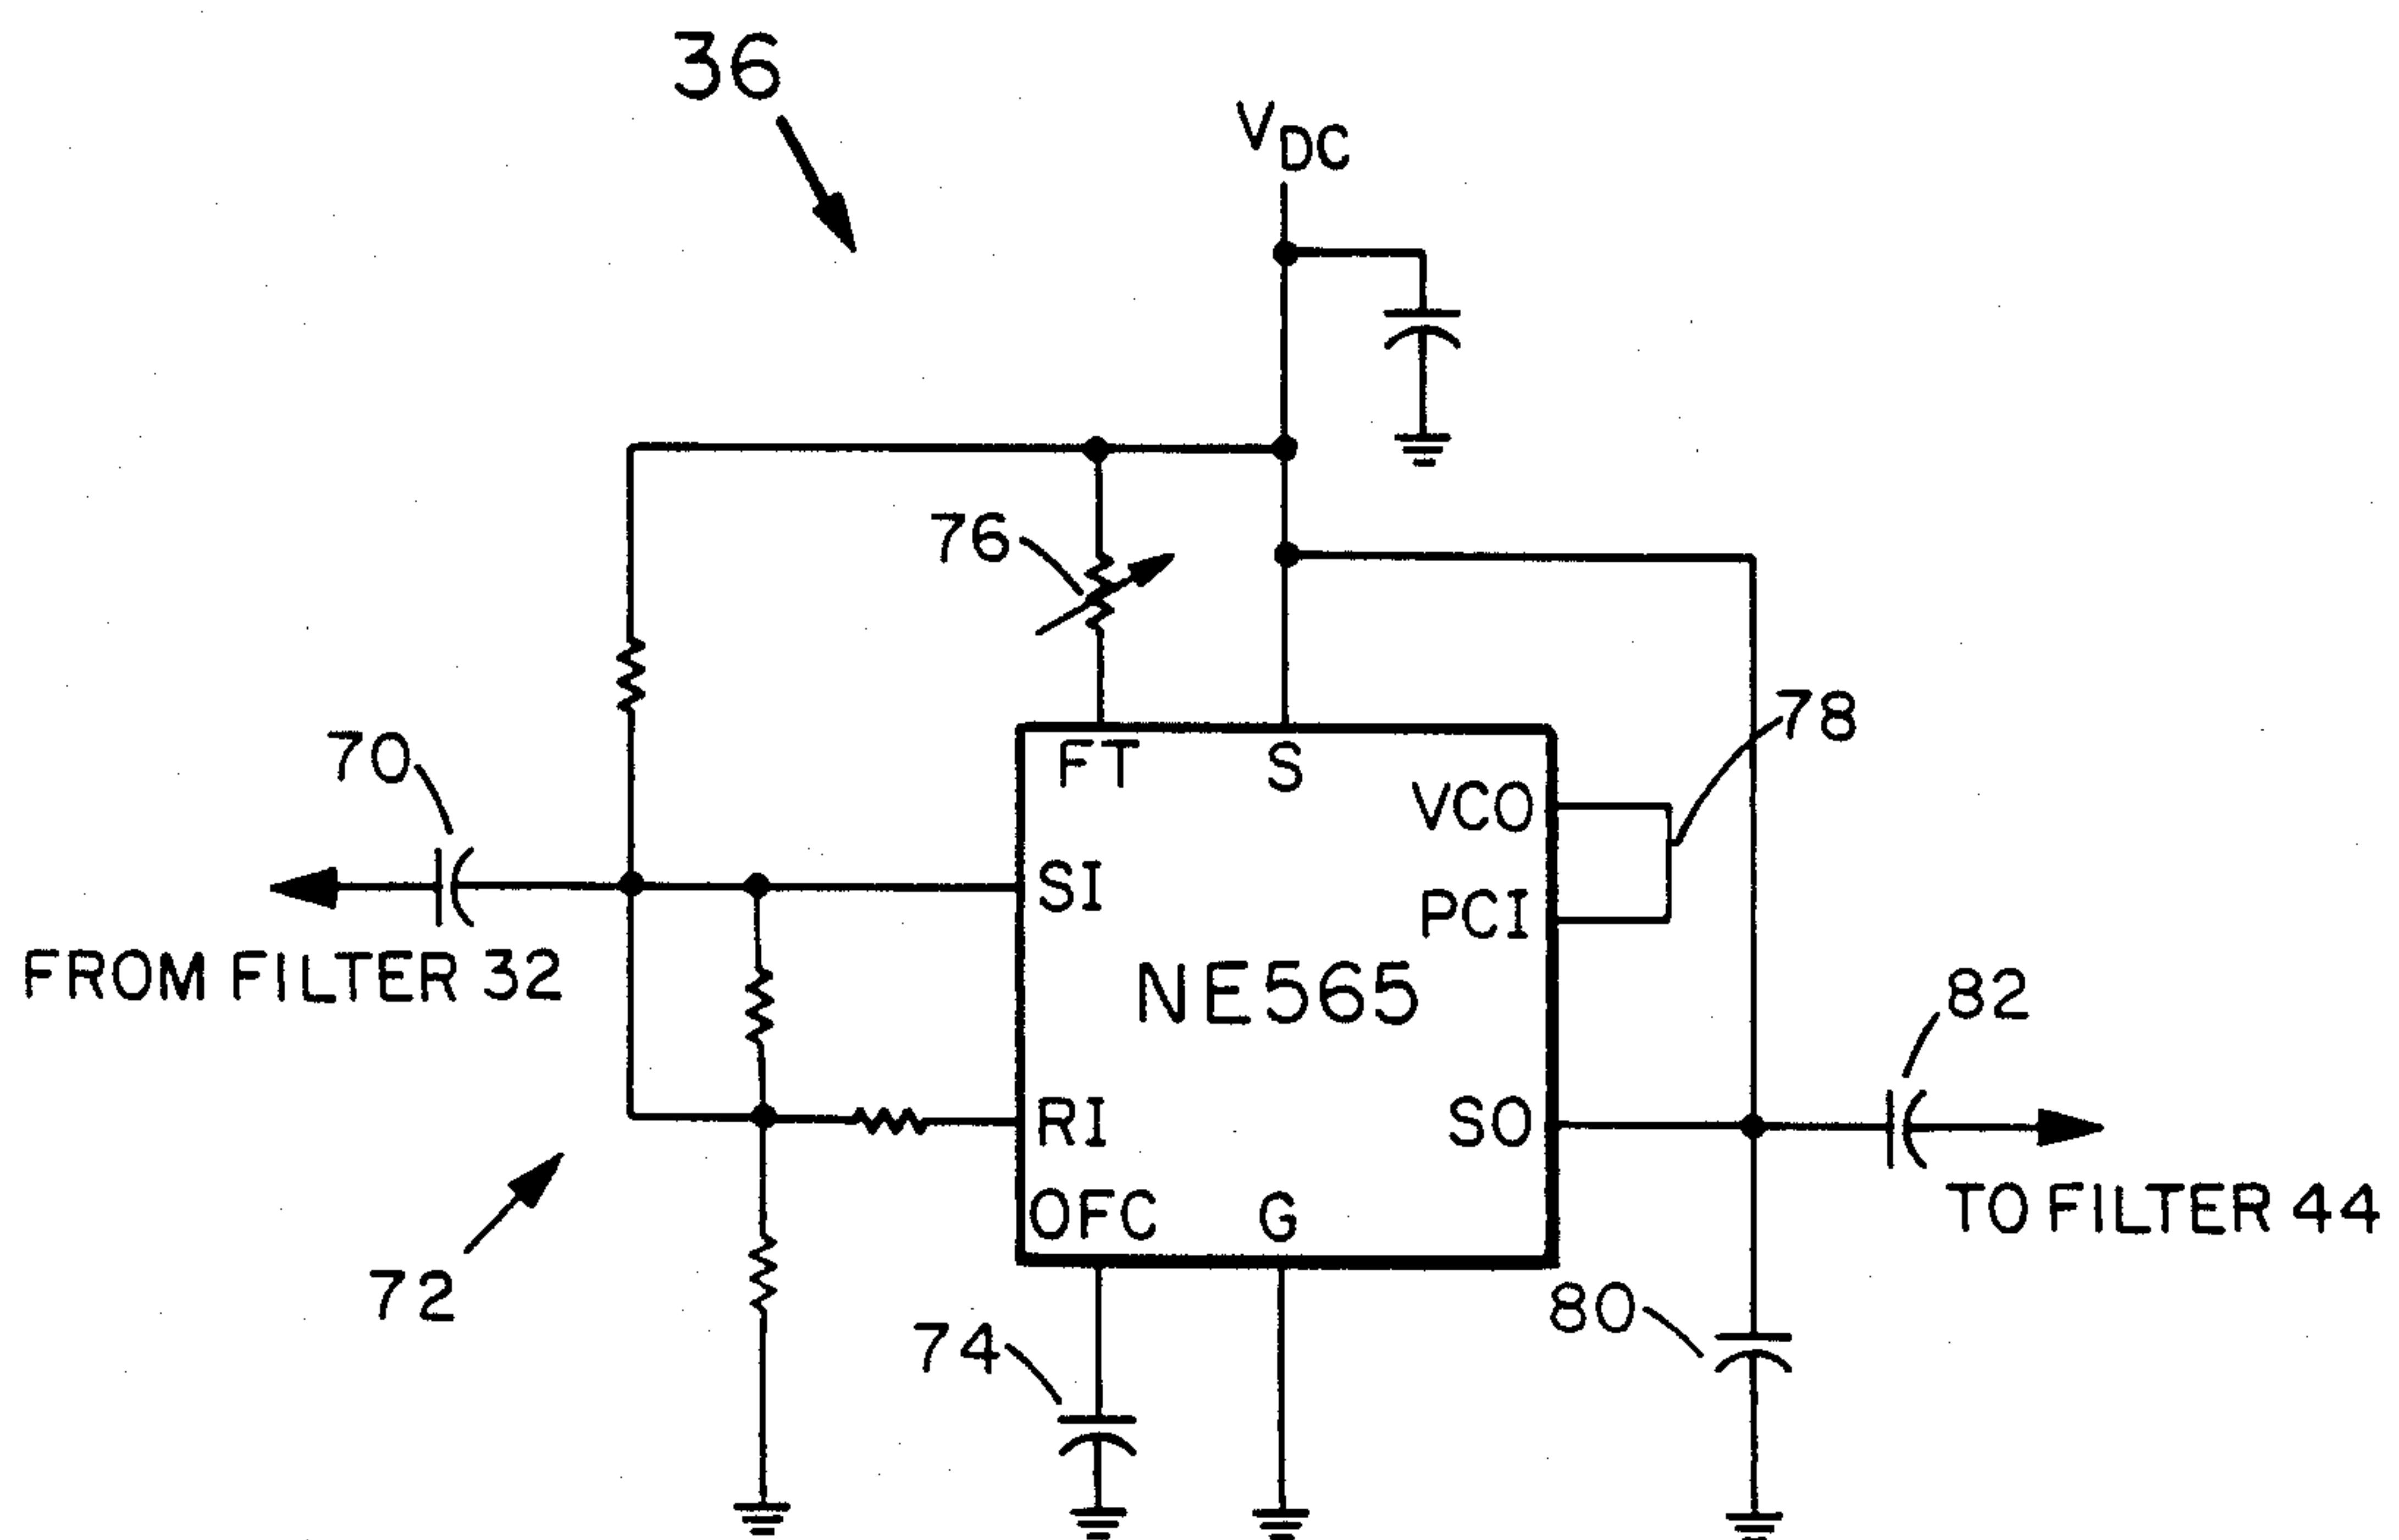 36
VDC
76
78
70
FT
S
VCO
SI
PCI
FROM FILTER 32
NE565
82
RI
SO
OFC
G
TO FILTER 44
72
80
74